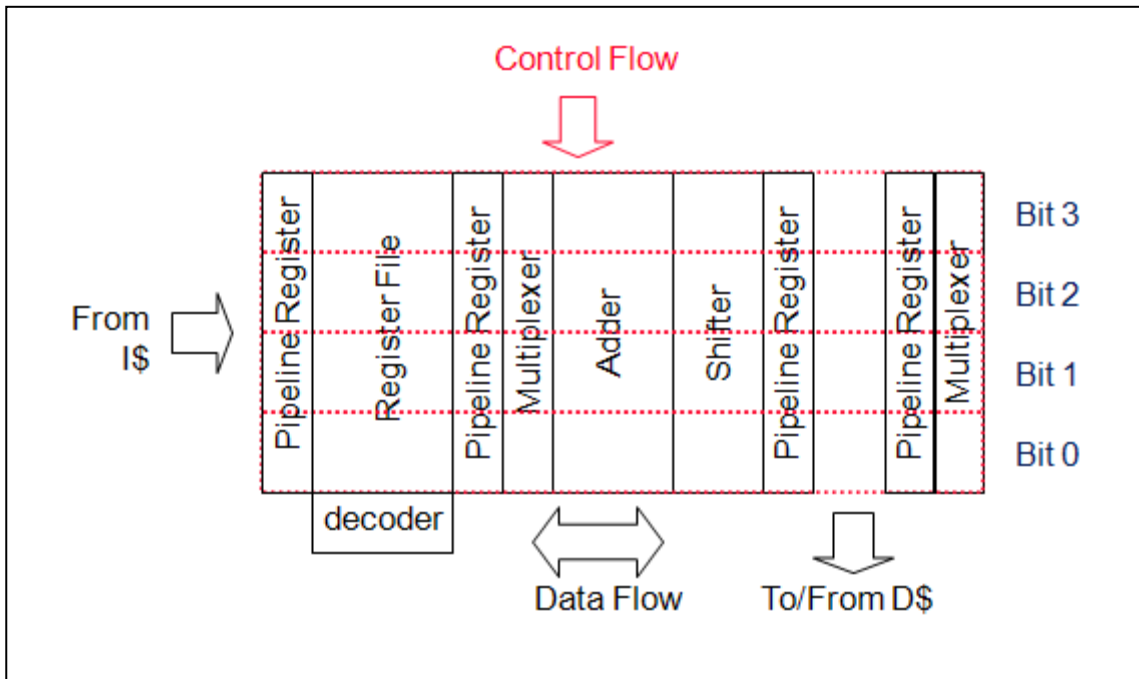 Control Flow
From
I$
Pipeline Register
Register File
Pipeline Register
Multiplexer
Adder
Shifter
Pipeline Register
Pipeline Register
Multiplexer
Bit 3
Bit 2
Bit 1
Bit 0
decoder
Data Flow
To/From D$